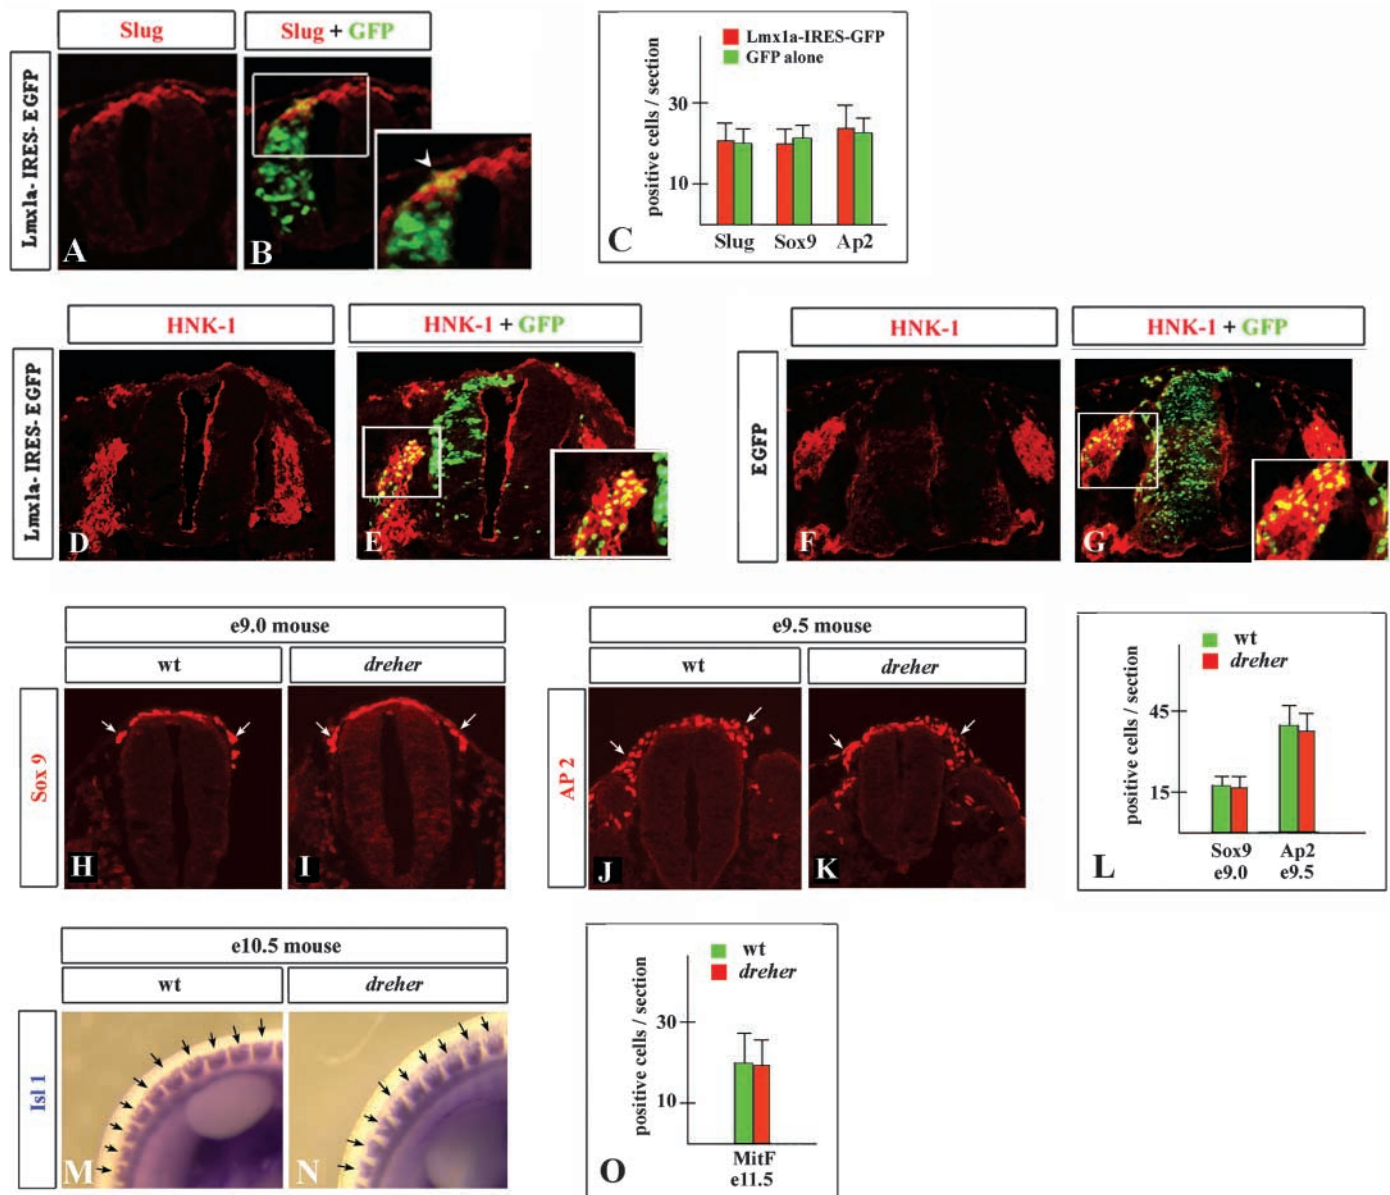 Slug
Slug + GFP
Lmx1a- IRES- EGFP
A
B
Lmx1a-IRES-GFP
GFP alone
positive cells / section
30
10
Slug Sox9 Ap2
C
HNK-1
HNK-1 + GFP
Lmx1a- IRES- EGFP
D
E
HNK-1
HNK-1 + GFP
EGFP
F
G
e9.0 mouse
wt
dreher
Sox 9
H
I
e9.5 mouse
wt
dreher
AP 2
J
K
wt
dreher
positive cells / section
45
15
Sox9 Ap2
e9.0 e9.5
L
e10.5 mouse
wt
dreher
Isl 1
M
N
wt
dreher
positive cells / section
30
10
MitF
e11.5
O